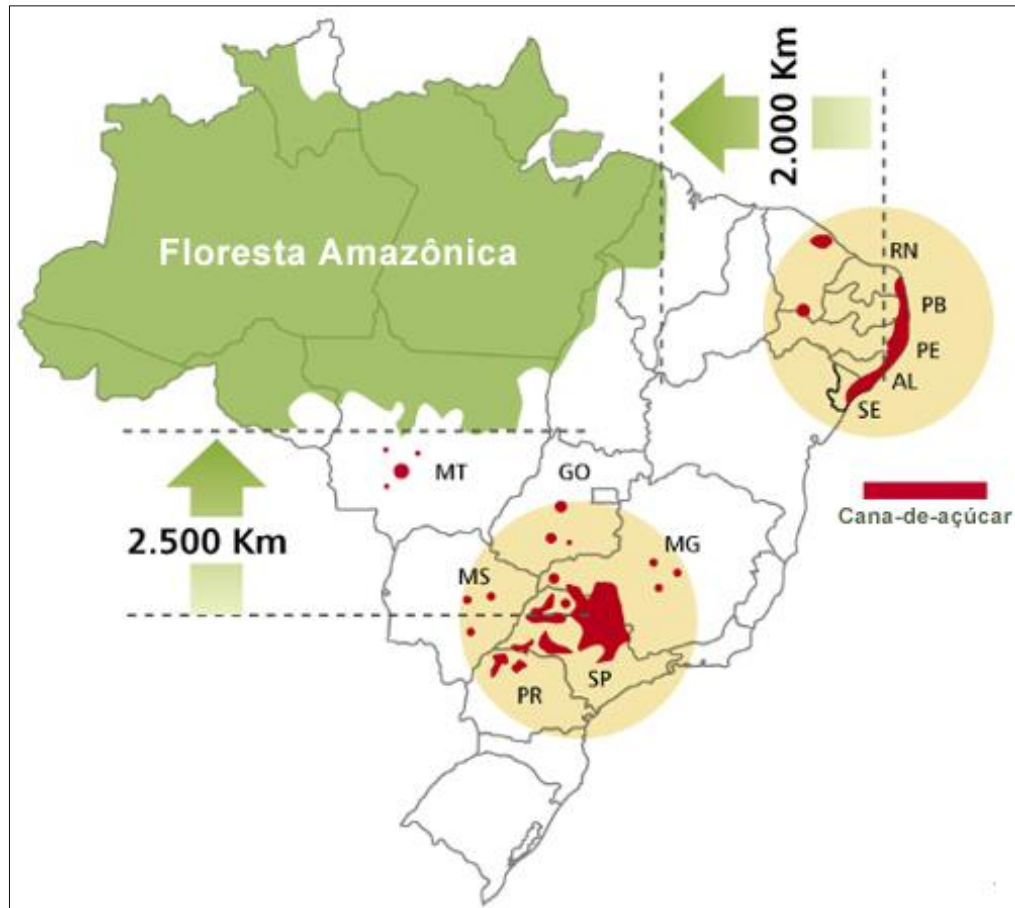 2.000 Km
Floresta Amazônica
RN
PB
PE
AL
SE
MT
GO
Cana-de-açúcar
2.500 Km
MG
MS
SP
PR